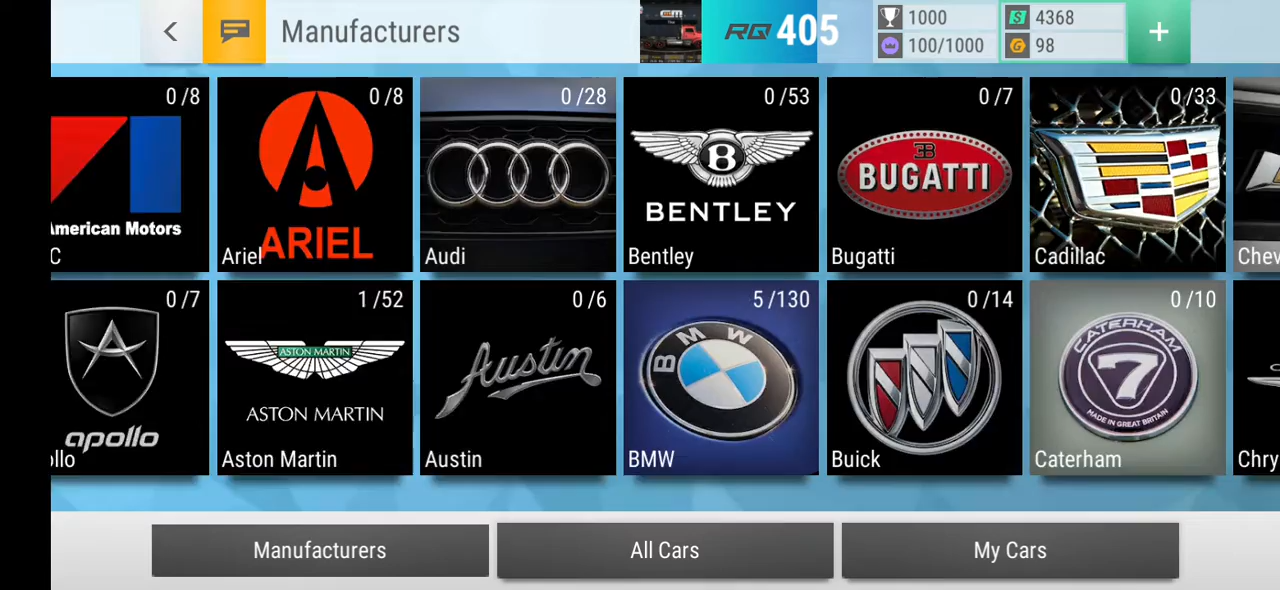 Manufacturers
RQ 405
1000
100/1000
4368
98
0/8
American Motors
C
0/8
ARIEL
Ariel
0/28
Audi
0/53
B
BENTLEY
Bentley
0/7
BUGATTI
Bugatti
0/33
Cadillac
Chev
0/7
apollo
llo
1/52
ASTON MARTIN
ASTON MARTIN
Aston Martin
0/6
Austin
Austin
5/130
BMW
BMW
0/14
Buick
0/10
CATERHAM
7
MADE IN GREAT BRITAIN
Caterham
Chry
Manufacturers
All Cars
My Cars